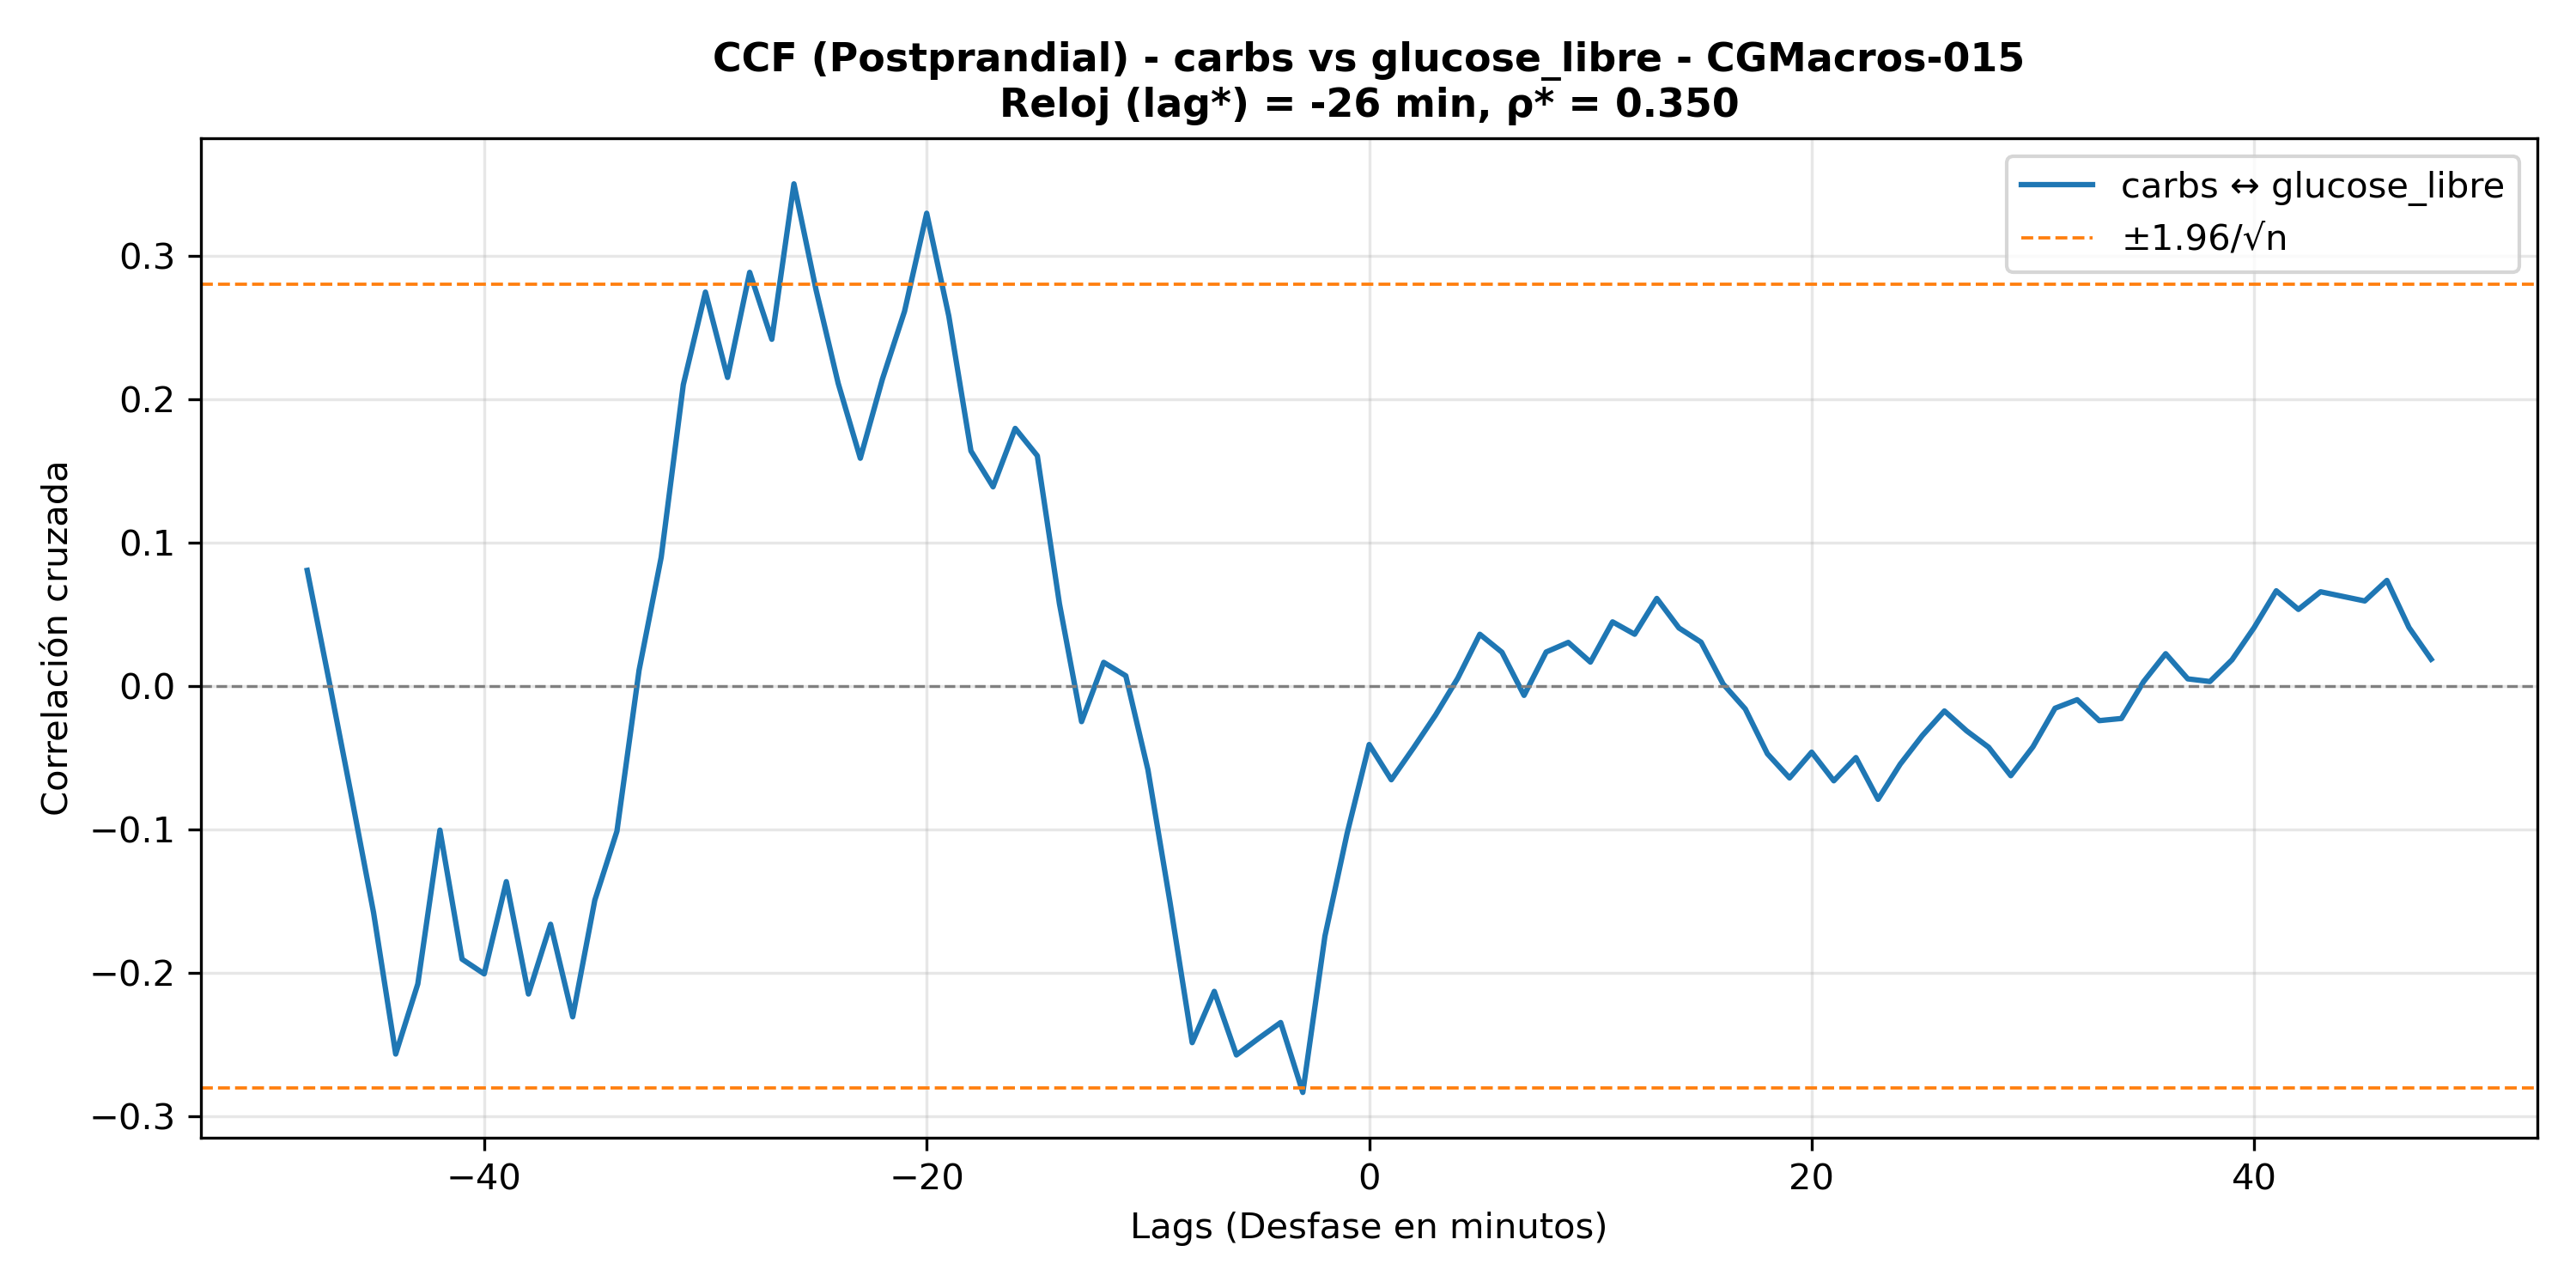 CCF (Postprandial) - carbs vs glucose_libre - CGMacros-015
Reloj (lag*) = -26 min, ρ* = 0.350
carbs ↔ glucose_libre
±1.96/√n
Correlación cruzada
0.3
0.2
0.1
0.0
−0.1
−0.2
−0.3
−40
−20
0
20
40
Lags (Desfase en minutos)